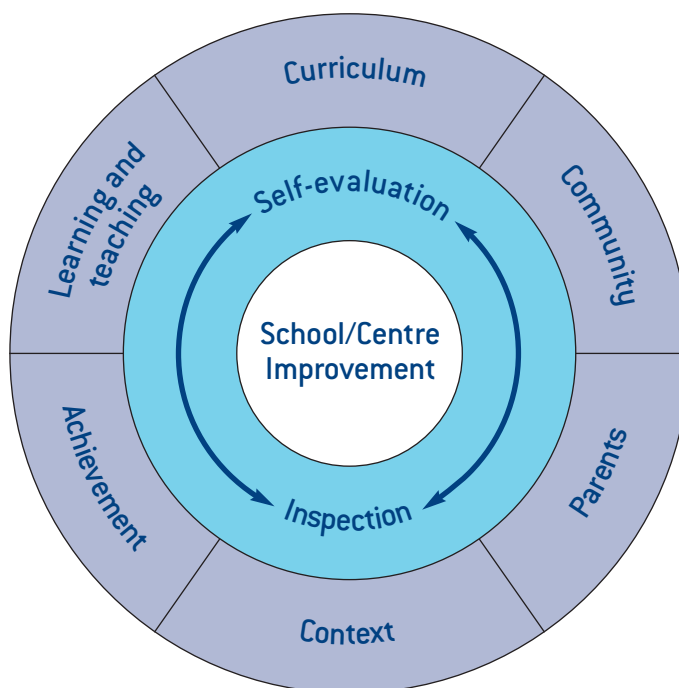 Curriculum
Community
Parents
Context
Achievement
Learning and
teaching
Self-evaluation
Inspection
School/Centre
Improvement